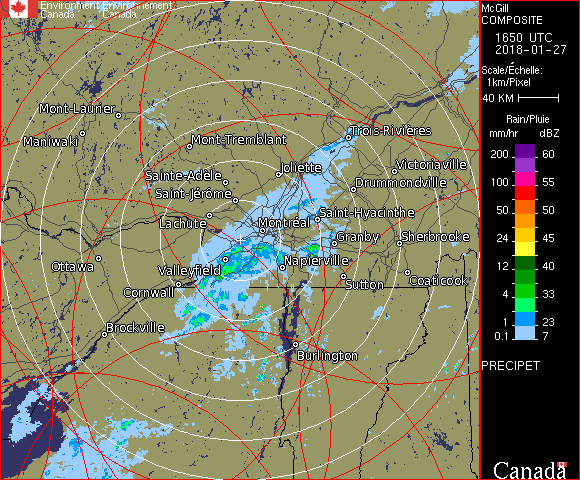 Environment Environnement
Canada Canada
McGill
COMPOSITE
1650 UTC
2018-01-27
Scale/Échelle:
1km/Pixel
40 KM
Rain/Pluie
mm/hr dBZ
200 60
55
100 55
50 50
50 45
24 40
12 40
4 33
1 23
0.1 7
PRECIPET
Canada
Mont-Laurier
Maniwaki
Mont-Tremblant
Trois-Rivières
Joliette
Victoriaville
Sainte-Adèle
Drummondville
Saint-Jérôme
Lachute
Montréal
Saint-Hyacinthe
Granby
Sherbrooke
Ottawa
Valleyfield
Napierville
Cornwall
Sutton
Coaticook
Brockville
Burlington